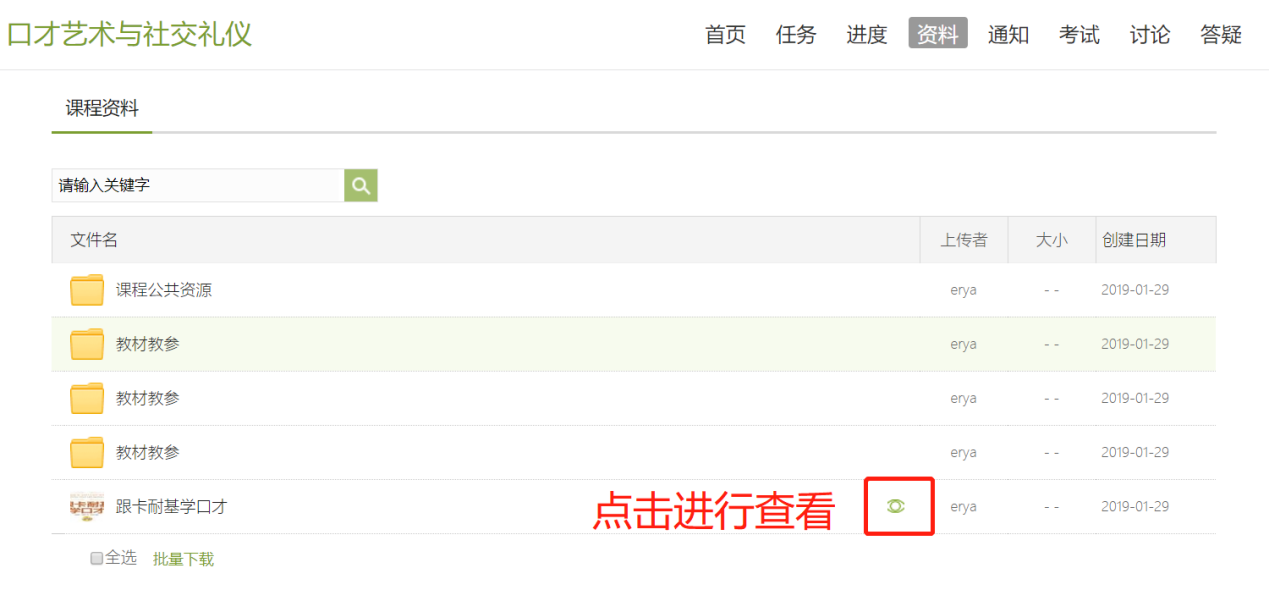 口才艺术与社交礼仪 首页 任务 进度 资料 通知 考试 讨论 答疑
课程资料
请输入关键字
文件名 上传者 大小 创建日期
课程公共资源 erya - - 2019-01-29
教材教参 erya - - 2019-01-29
教材教参 erya - - 2019-01-29
教材教参 erya - - 2019-01-29
跟卡耐基学口才 点击进行查看 erya - - 2019-01-29
全选 批量下载